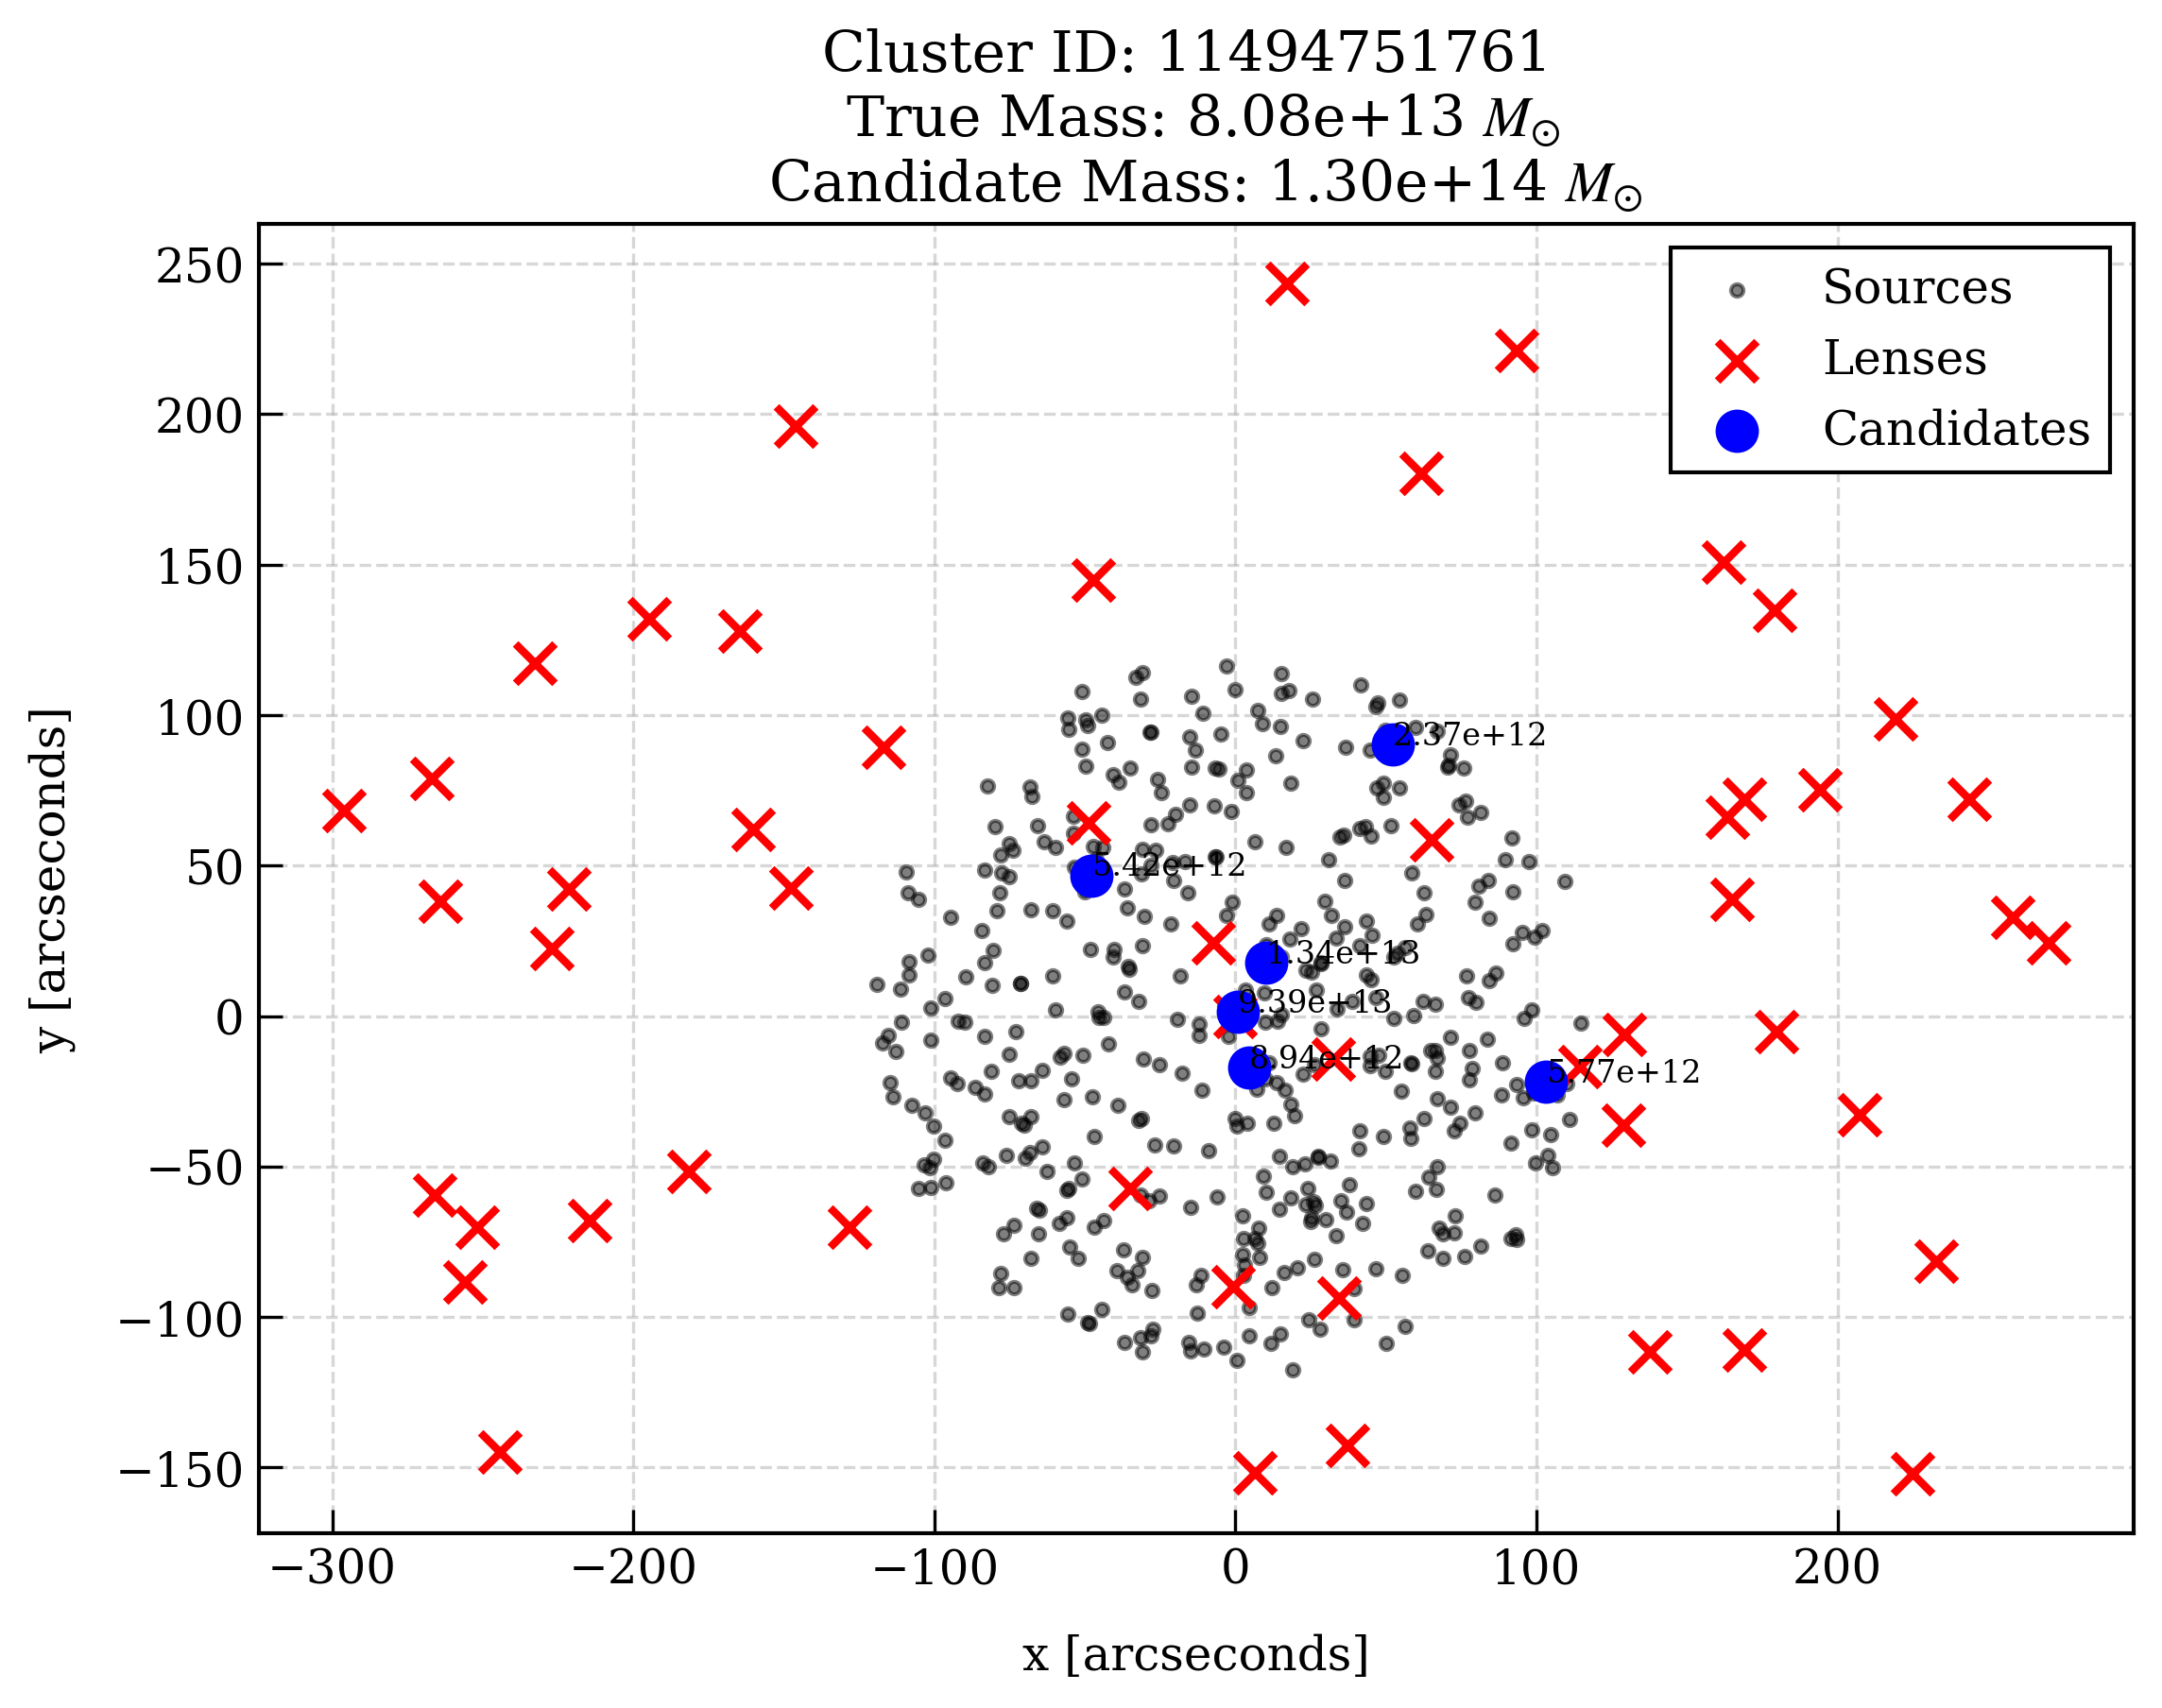 Cluster ID: 11494751761
True Mass: 8.08e+13 M⊙
Candidate Mass: 1.30e+14 M⊙
Sources
Lenses
Candidates
2.37e+12
5.42e+12
1.34e+13
9.39e+13
8.94e+12
5.77e+12
250
200
150
100
50
0
−50
−100
−150
−300
−200
−100
0
100
200
x [arcseconds]
y [arcseconds]